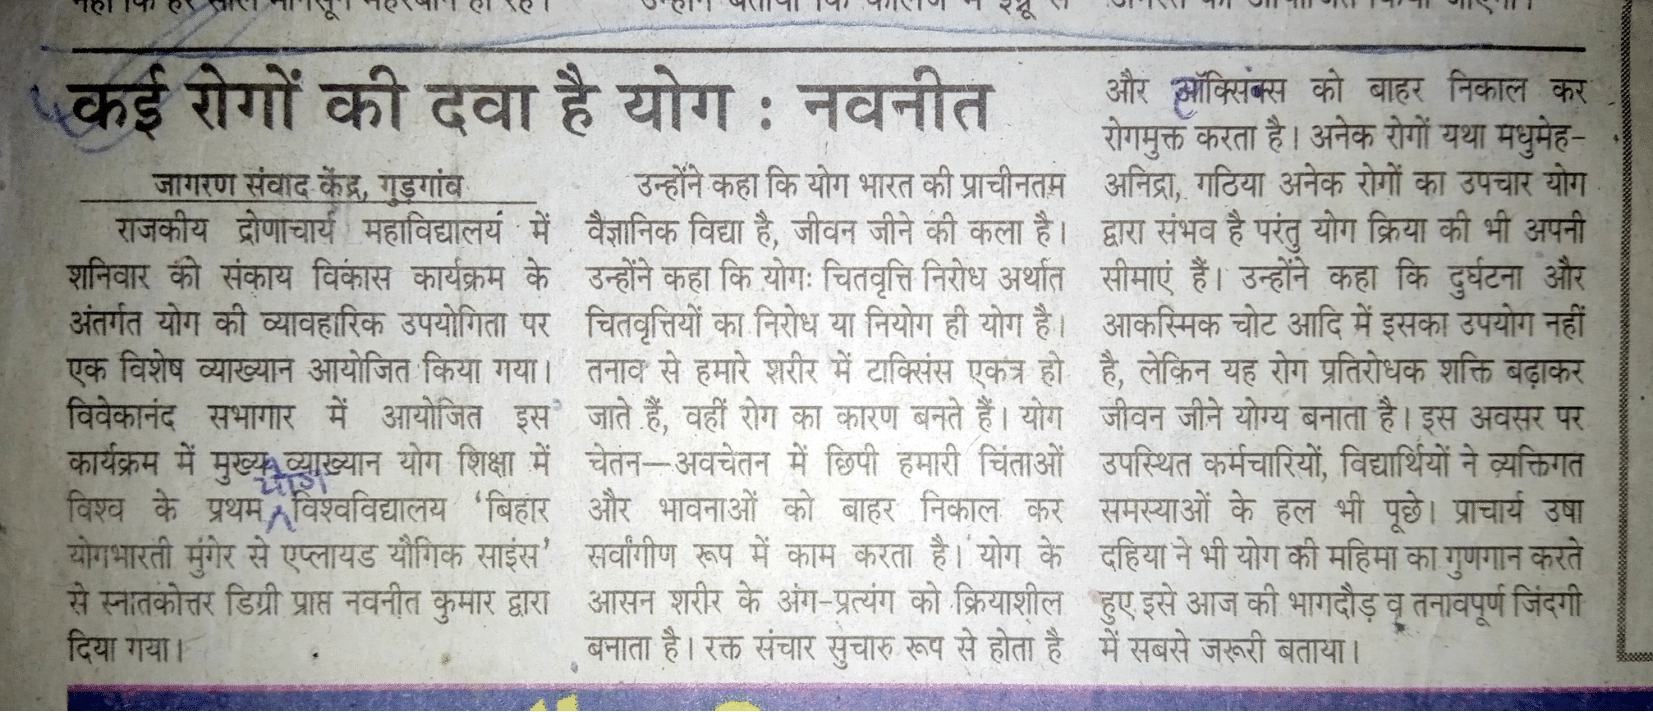 कई रोगों की दवा है योग : नवनीत
जागरण संवाद केंद्र, गुड़गांव
राजकीय द्रोणाचार्य महाविद्यालय में
शनिवार को संकाय विकास कार्यक्रम के
अंतर्गत योग की व्यावहारिक उपयोगिता पर
एक विशेष व्याख्यान आयोजित किया गया।
विवेकानंद सभागार में आयोजित इस
कार्यक्रम में मुख्य व्याख्यान योग शिक्षा में
योग
विश्व के प्रथम विश्वविद्यालय ‘बिहार
योगभारती मुंगेर से एप्लायड यौगिक साइंस’
से स्नातकोत्तर डिग्री प्राप्त नवनीत कुमार द्वारा
दिया गया।
उन्होंने कहा कि योग भारत की प्राचीनतम
वैज्ञानिक विद्या है, जीवन जीने की कला है।
उन्होंने कहा कि योगः चितवृत्ति निरोध अर्थात
चितवृत्तियों का निरोध या नियोग ही योग है।
तनाव से हमारे शरीर में टाक्सिंस एकत्र हो
जाते हैं, वहीं रोग का कारण बनते हैं। योग
चेतन—अवचेतन में छिपी हमारी चिंताओं
और भावनाओं को बाहर निकाल कर
सर्वांगीण रूप में काम करता है। योग के
आसन शरीर के अंग-प्रत्यंग को क्रियाशील
बनाता है। रक्त संचार सुचारु रूप से होता है
और को बाहर निकाल कर
रोगमुक्त करता है। अनेक रोगों यथा मधुमेह-
अनिद्रा, गठिया अनेक रोगों का उपचार योग
द्वारा संभव है परंतु योग क्रिया की भी अपनी
सीमाएं हैं। उन्होंने कहा कि दुर्घटना और
आकस्मिक चोट आदि में इसका उपयोग नहीं
है, लेकिन यह रोग प्रतिरोधक शक्ति बढ़ाकर
जीवन जीने योग्य बनाता है। इस अवसर पर
उपस्थित कर्मचारियों, विद्यार्थियों ने व्यक्तिगत
समस्याओं के हल भी पूछे। प्राचार्य उषा
दहिया ने भी योग की महिमा का गुणगान करते
हुए इसे आज की भागदौड़ व तनावपूर्ण जिंदगी
में सबसे जरूरी बताया।